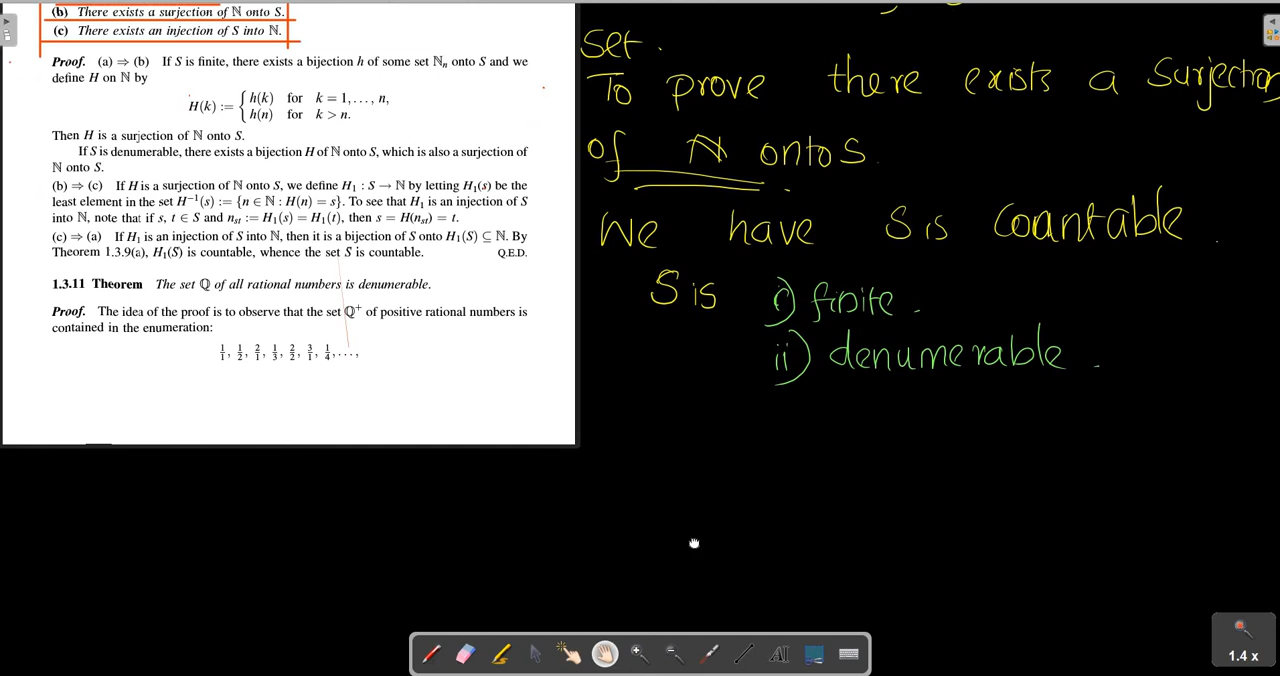 (b) There exists a surjection of ℕ onto S.
(c) There exists an injection of S into ℕ.
Proof. (a) ⇒ (b) If S is finite, there exists a bijection h of some set ℕₙ onto S and we
define H on ℕ by
H(k) := { h(k) for k = 1, . . . , n,
h(n) for k > n.
Then H is a surjection of ℕ onto S.
If S is denumerable, there exists a bijection H of ℕ onto S, which is also a surjection of
ℕ onto S.
(b) ⇒ (c) If H is a surjection of ℕ onto S, we define H₁ : S → ℕ by letting H₁(s) be the
least element in the set H⁻¹(s) := {n ∈ ℕ : H(n) = s}. To see that H₁ is an injection of S
into ℕ, note that if s, t ∈ S and nₛₜ := H₁(s) = H₁(t), then s = H(nₛₜ) = t.
(c) ⇒ (a) If H₁ is an injection of S into ℕ, then it is a bijection of S onto H₁(S) ⊆ ℕ. By
Theorem 1.3.9(a), H₁(S) is countable, whence the set S is countable. Q.E.D.
1.3.11 Theorem The set ℚ of all rational numbers is denumerable.
Proof. The idea of the proof is to observe that the set ℚ⁺ of positive rational numbers is
contained in the enumeration:
1/1, 1/2, 2/1, 1/3, 2/2, 3/1, 1/4, . . . ,
Set.
To prove there exists a surjection
of ℕ onto S.
We have S is countable.
S is i) finite.
ii) denumerable.
AI
1.4 x